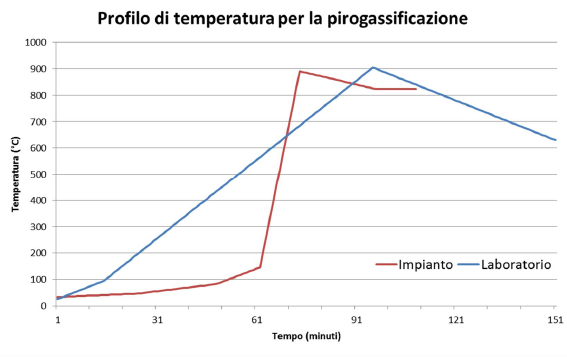 Profilo di temperatura per la pirogassificazione
1000
900
800
700
600
500
400
300
200
100
0
Temperatura (°C)
Impianto
Laboratorio
1 31 61 91 121 151
Tempo (minuti)